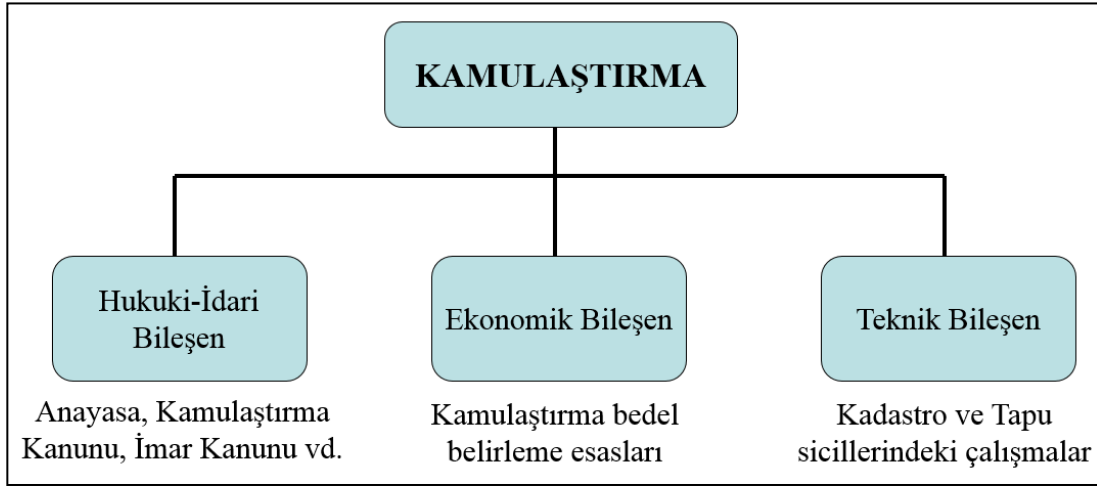 KAMULAŞTIRMA
Hukuki-İdari
Bileşen
Ekonomik Bileşen
Teknik Bileşen
Anayasa, Kamulaştırma
Kanunu, İmar Kanunu vd.
Kamulaştırma bedel
belirleme esasları
Kadastro ve Tapu
sicillerindeki çalışmalar